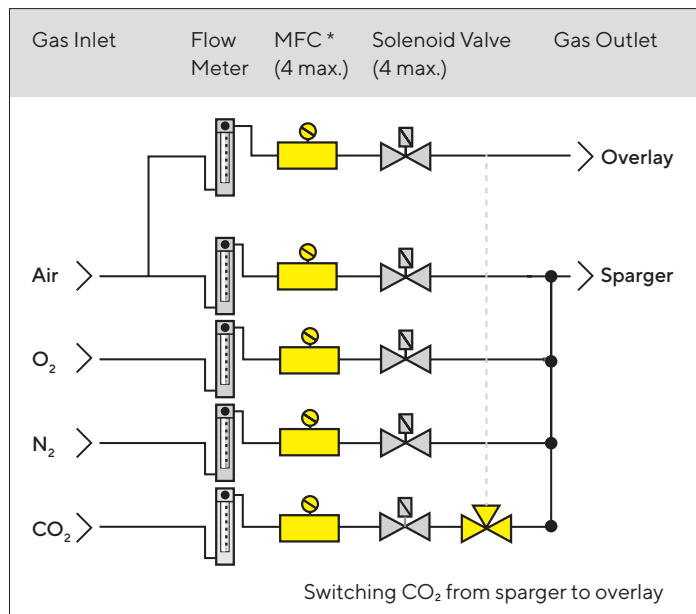 Gas Inlet
Flow
Meter
MFC *
(4 max.)
Solenoid Valve
(4 max.)
Gas Outlet
Overlay
Air
Sparger
O₂
N₂
CO₂
Switching CO₂ from sparger to overlay